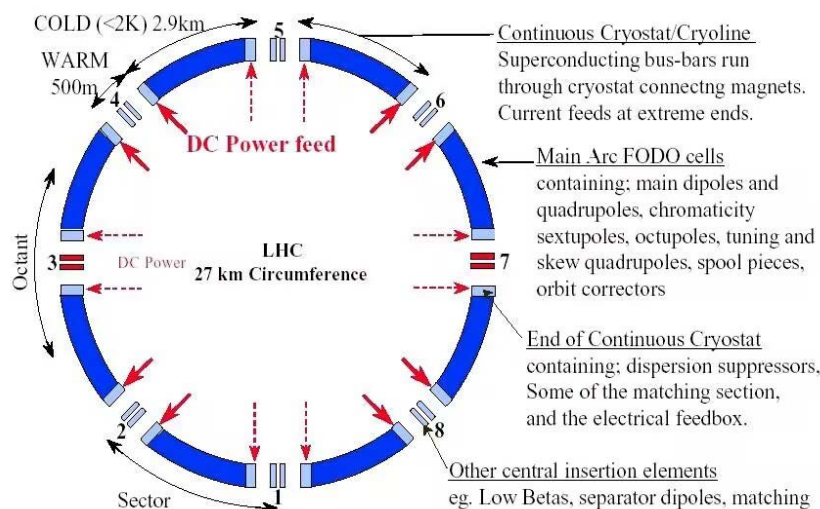 COLD (<2K) 2.9km
WARM
500m
5
4
6
DC Power feed
3
DC Power
LHC
27 km Circumference
7
Octant
2
8
1
Sector
Continuous Cryostat/Cryoline
Superconducting bus-bars run
through cryostat connectng magnets.
Current feeds at extreme ends.
Main Arc FODO cells
containing; main dipoles and
quadrupoles, chromaticity
sextupoles, octupoles, tuning and
skew quadrupoles, spool pieces,
orbit correctors
End of Continuous Cryostat
containing; dispersion suppressors,
Some of the matching section,
and the electrical feedbox.
Other central insertion elements
eg. Low Betas, separator dipoles, matching